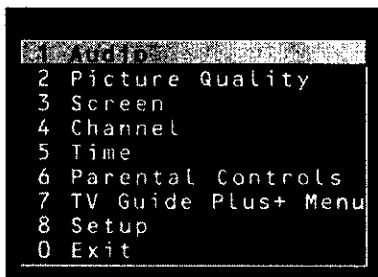 1 Audio
2 Picture Quality
3 Screen
4 Channel
5 Time
6 Parental Controls
7 TV Guide Plus+ Menu
8 Setup
0 Exit